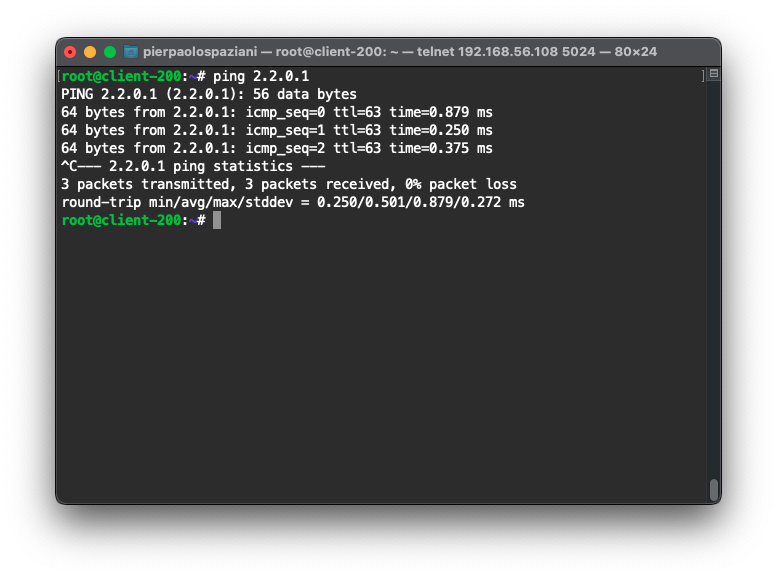 pierpaolospaziani — root@client-200: ~ — telnet 192.168.56.108 5024 — 80×24
[root@client-200:~# ping 2.2.0.1 ]
PING 2.2.0.1 (2.2.0.1): 56 data bytes
64 bytes from 2.2.0.1: icmp_seq=0 ttl=63 time=0.879 ms
64 bytes from 2.2.0.1: icmp_seq=1 ttl=63 time=0.250 ms
64 bytes from 2.2.0.1: icmp_seq=2 ttl=63 time=0.375 ms
^C--- 2.2.0.1 ping statistics ---
3 packets transmitted, 3 packets received, 0% packet loss
round-trip min/avg/max/stddev = 0.250/0.501/0.879/0.272 ms
root@client-200:~#